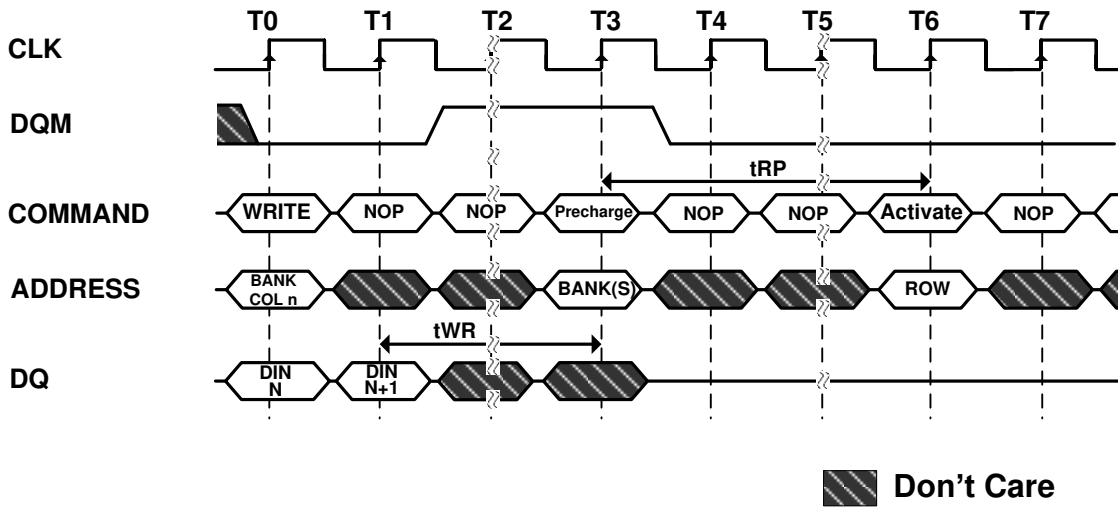 T0 T1 T2 T3 T4 T5 T6 T7
CLK
DQM
tRP
COMMAND WRITE NOP NOP Precharge NOP NOP Activate NOP
ADDRESS BANK COL n BANK(S) ROW
tWR
DQ DIN N DIN N+1
Don't Care